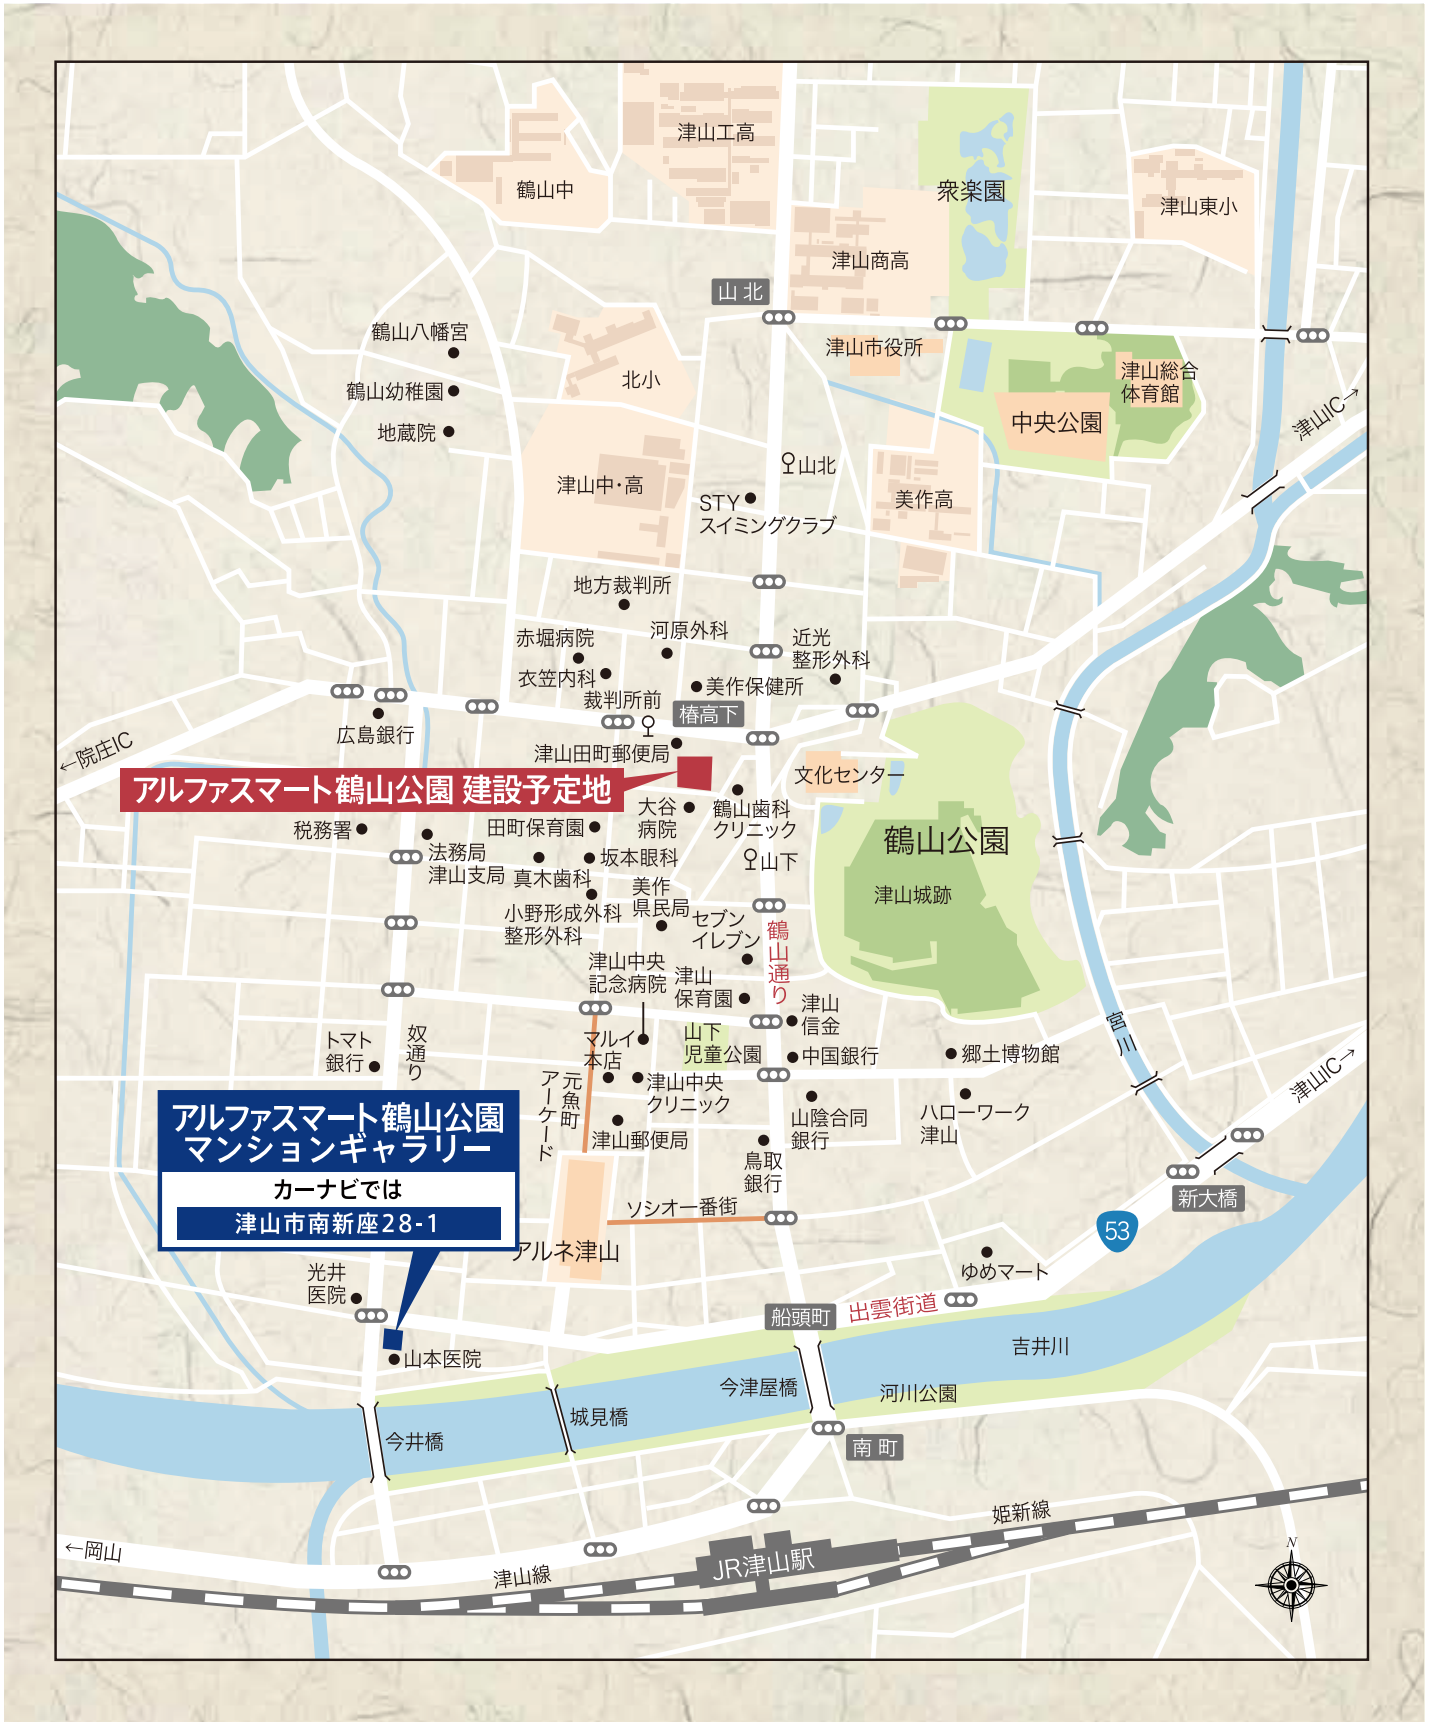 津山工高
鶴山中
衆楽園
津山東小
津山商高
山北
鶴山八幡宮
津山市役所
津山総合
体育館
鶴山幼稚園
北小
中央公園
津山IC→
地蔵院
山北
津山中・高
美作高
STY
スイミングクラブ
地方裁判所
赤堀病院
河原外科
近光
整形外科
衣笠内科
裁判所前
美作保健所
椿高下
広島銀行
←院庄IC
津山田町郵便局
アルファスマート鶴山公園 建設予定地
文化センター
税務署
田町保育園
大谷
病院
鶴山歯科
クリニック
鶴山公園
法務局
津山支局
真木歯科
坂本眼科
山下
美作
県民局
津山城跡
小野形成外科
整形外科
セブン
イレブン
鶴山通り
津山中央
記念病院
津山
保育園
津山
信金
宮川
トマト
銀行
奴通り
マルイ
本店
山下
児童公園
中国銀行
郷土博物館
津山IC→
元魚町
アーケード
津山中央
クリニック
アルファスマート鶴山公園
マンションギャラリー
カーナビでは
津山市南新座28-1
津山郵便局
山陰合同
銀行
ハローワーク
津山
鳥取
銀行
新大橋
ソシオ一番街
53
アルネ津山
ゆめマート
光井
医院
船頭町
出雲街道
山本医院
吉井川
今津屋橋
河川公園
城見橋
今井橋
南町
姫新線
←岡山
津山線
JR津山駅
N